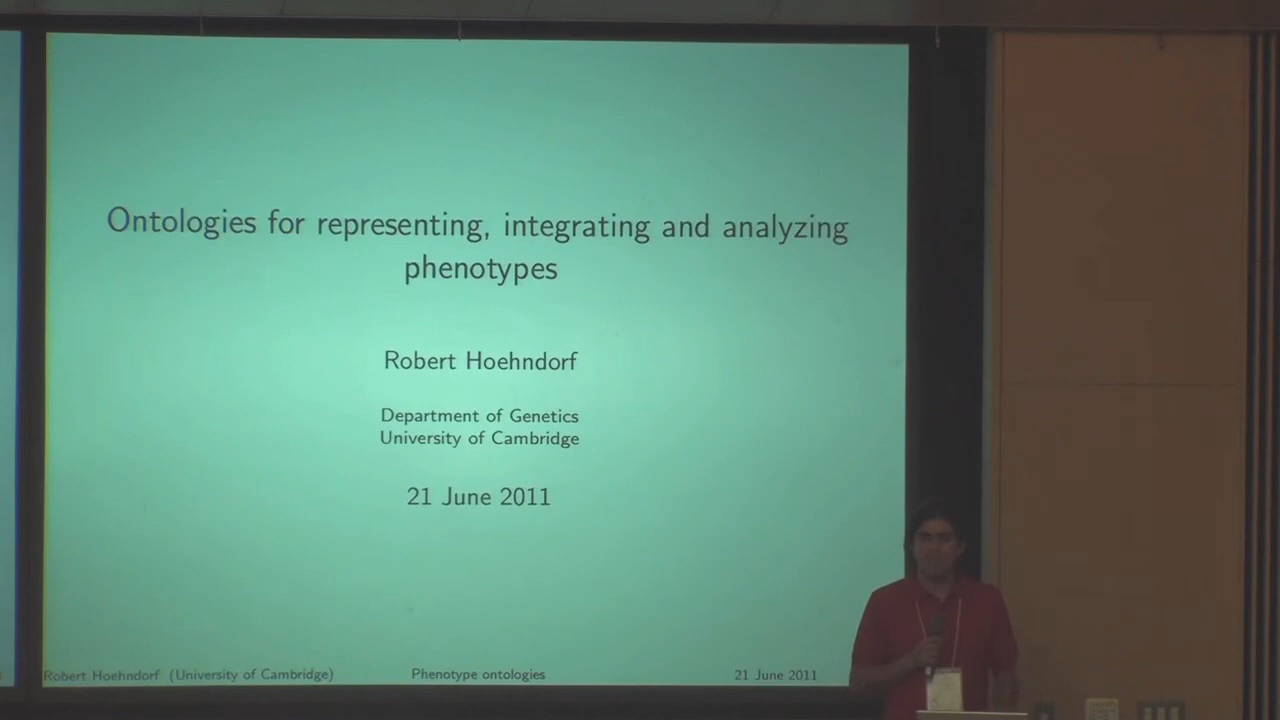 Ontologies for representing, integrating and analyzing
phenotypes
Robert Hoehndorf
Department of Genetics
University of Cambridge
21 June 2011
Robert Hoehndorf (University of Cambridge) Phenotype ontologies 21 June 2011